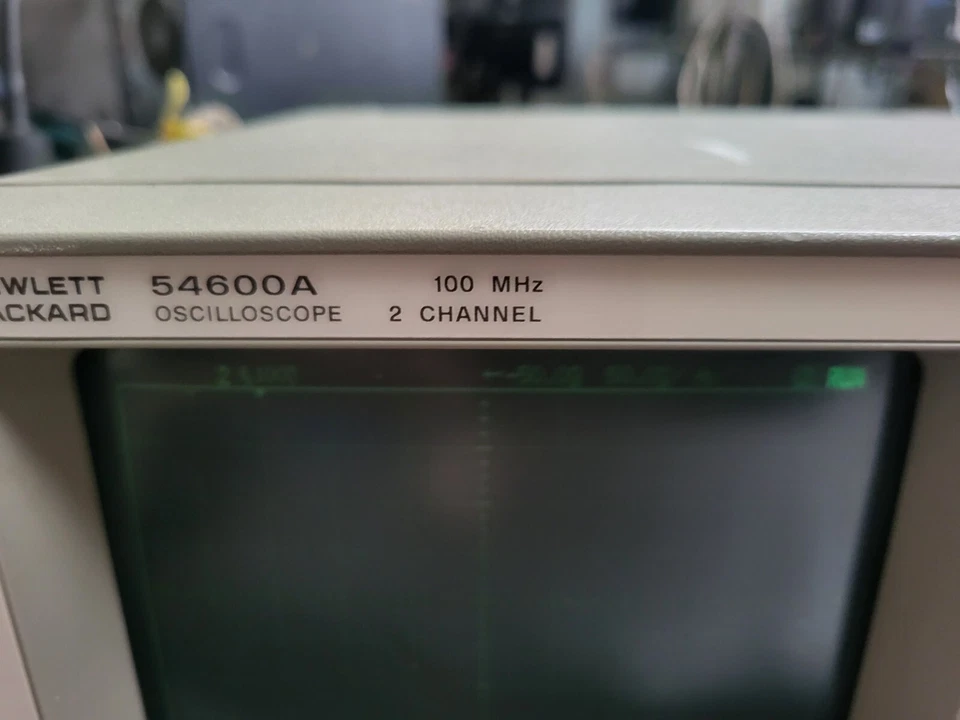 WLETT 54600A 100 MHz
ACKARD OSCILLOSCOPE 2 CHANNEL